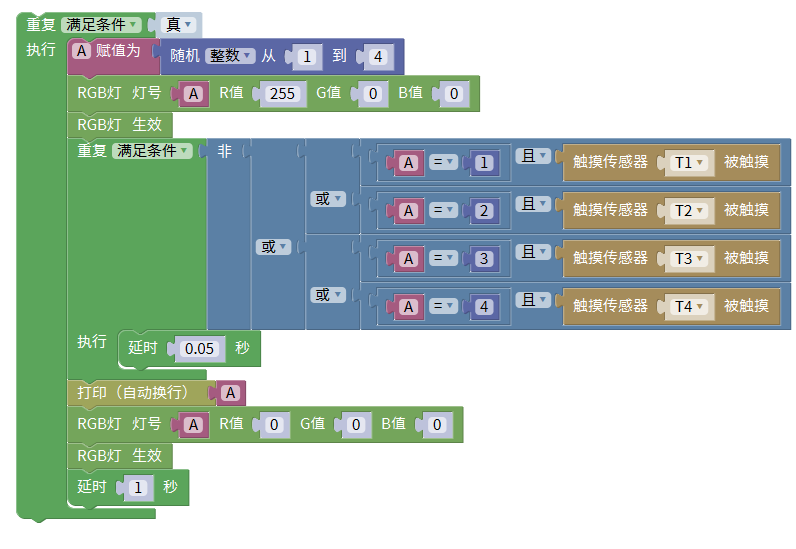 重复 满足条件 真
执行 A 赋值为 随机 整数 从 1 到 4
RGB灯 灯号 A R值 255 G值 0 B值 0
RGB灯 生效
重复 满足条件 非 A = 1 且 触摸传感器 T1 被触摸
或
A = 2 且 触摸传感器 T2 被触摸
或
A = 3 且 触摸传感器 T3 被触摸
或
A = 4 且 触摸传感器 T4 被触摸
执行 延时 0.05 秒
打印（自动换行） A
RGB灯 灯号 A R值 0 G值 0 B值 0
RGB灯 生效
延时 1 秒